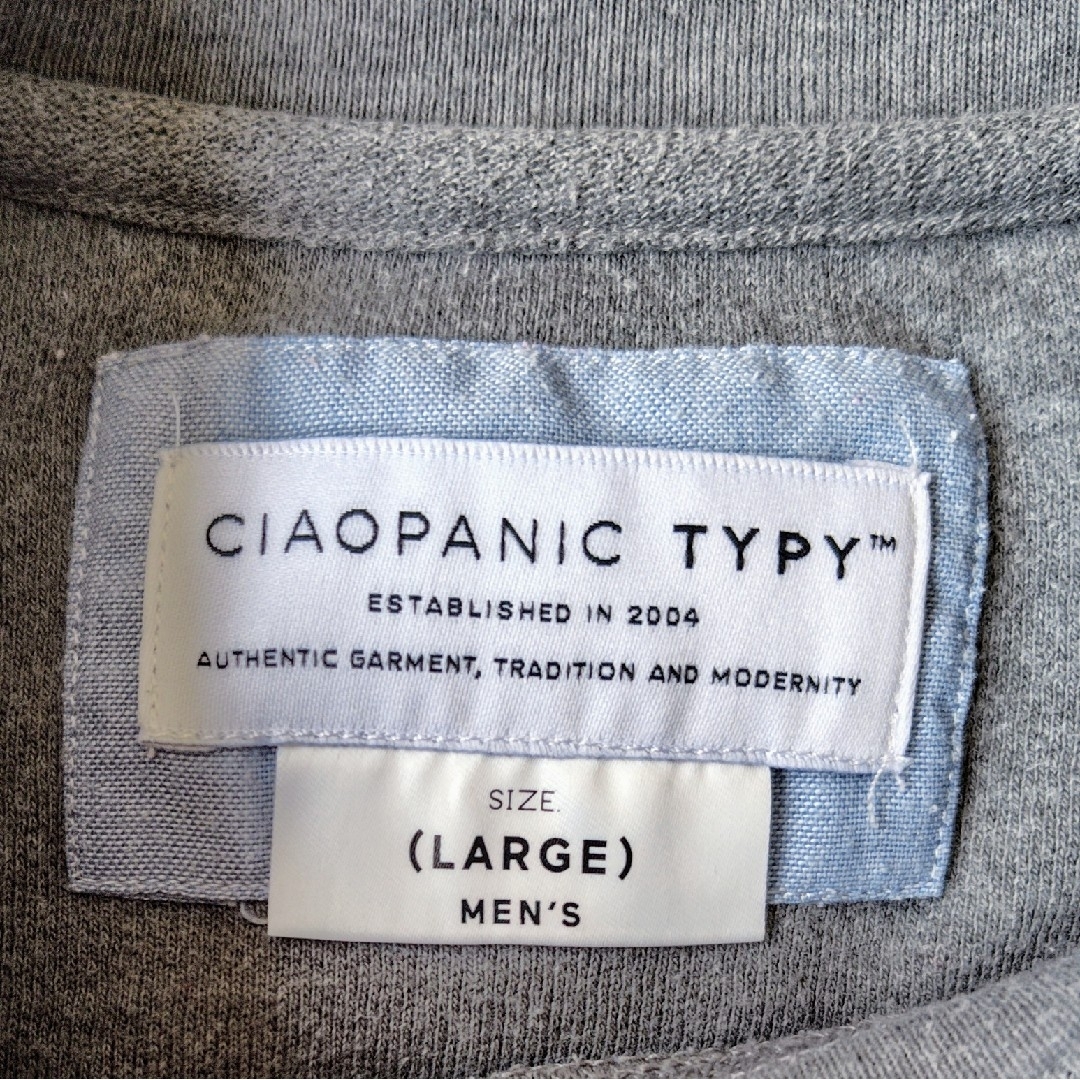 CIAOPANIC TYPY™
ESTABLISHED IN 2004
AUTHENTIC GARMENT, TRADITION AND MODERNITY
SIZE.
(LARGE)
MEN'S